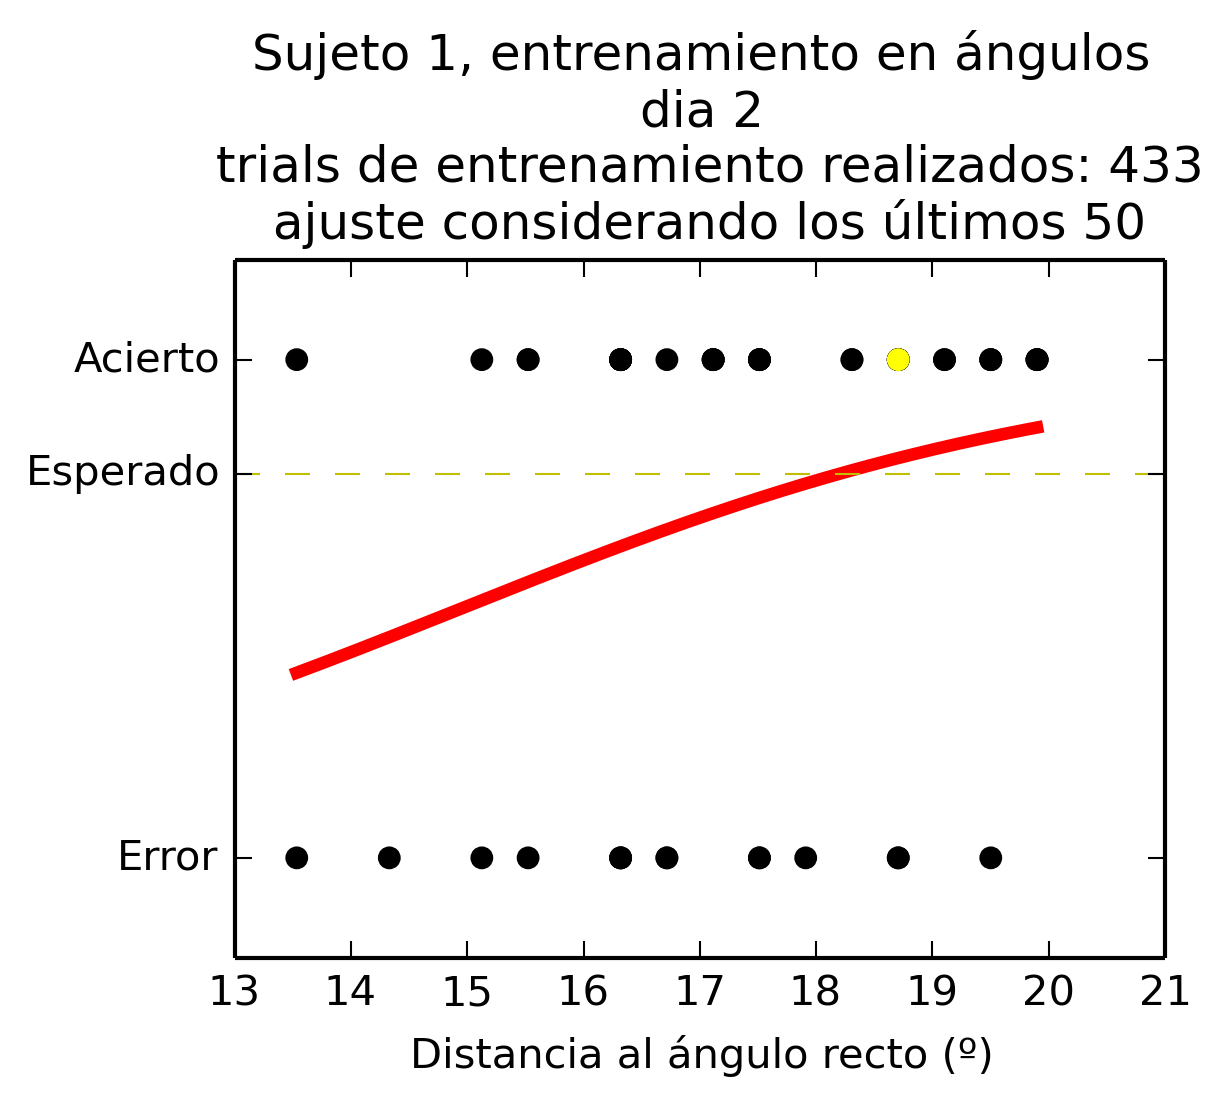 Sujeto 1, entrenamiento en ángulos
dia 2
trials de entrenamiento realizados: 433
ajuste considerando los últimos 50
Acierto
Esperado
Error
13 14 15 16 17 18 19 20 21
Distancia al ángulo recto (º)